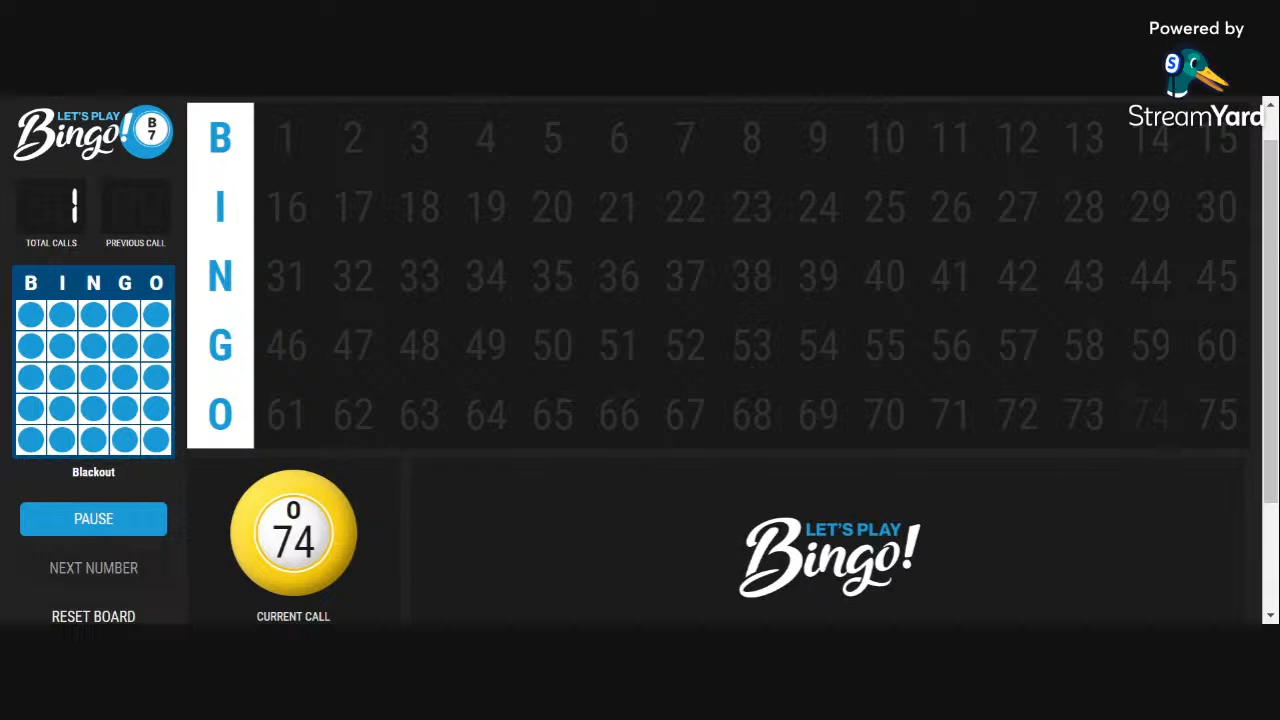 Powered by
StreamYard
LET'S PLAY
Bingo!
B
7
1
TOTAL CALLS
PREVIOUS CALL
B I N G O
Blackout
PAUSE
NEXT NUMBER
RESET BOARD
B 1 2 3 4 5 6 7 8 9 10 11 12 13 14 15
I 16 17 18 19 20 21 22 23 24 25 26 27 28 29 30
N 31 32 33 34 35 36 37 38 39 40 41 42 43 44 45
G 46 47 48 49 50 51 52 53 54 55 56 57 58 59 60
O 61 62 63 64 65 66 67 68 69 70 71 72 73 74 75
O
74
CURRENT CALL
LET'S PLAY
Bingo!